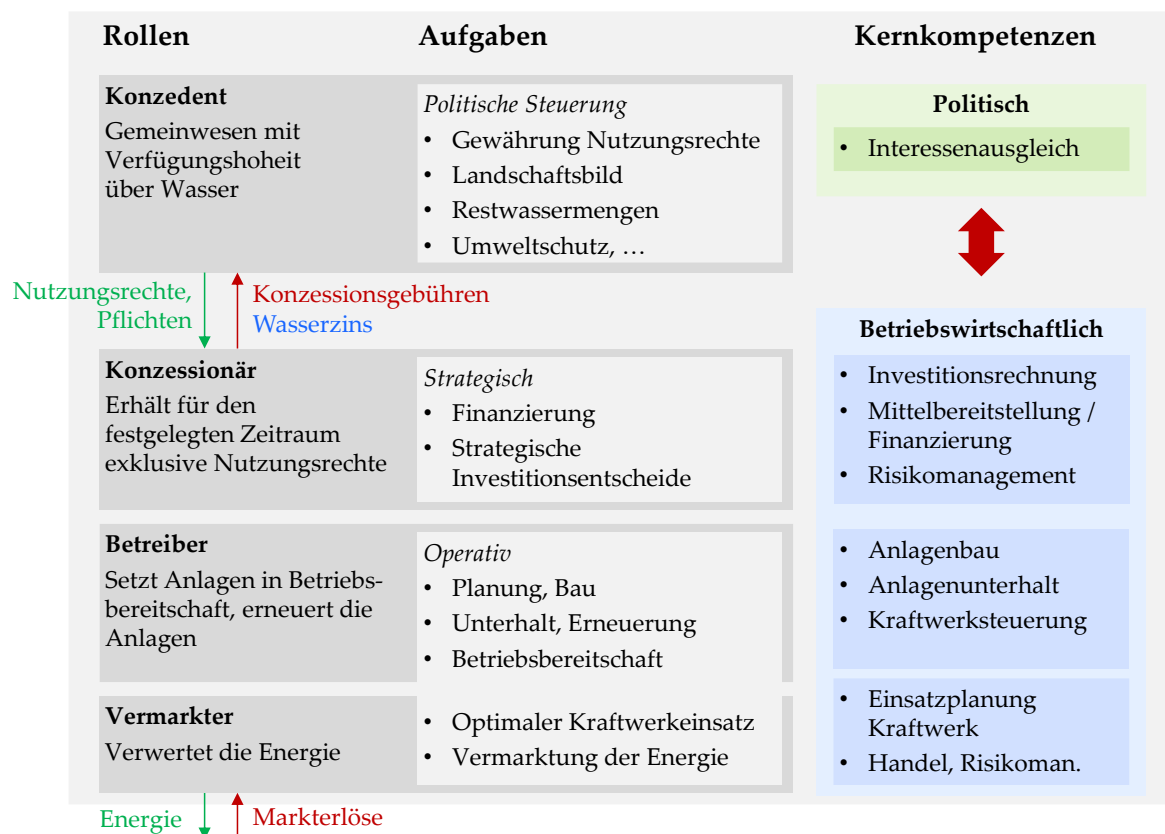 Rollen
Aufgaben
Kernkompetenzen
Konzedent
Gemeinwesen mit
Verfügungshoheit
über Wasser
Politische Steuerung
• Gewährung Nutzungsrechte
• Landschaftsbild
• Restwassermengen
• Umweltschutz, …
Politisch
• Interessenausgleich
Nutzungsrechte,
Pflichten
Konzessionsgebühren
Wasserzins
Betriebswirtschaftlich
Konzessionär
Erhält für den
festgelegten Zeitraum
exklusive Nutzungsrechte
Strategisch
• Finanzierung
• Strategische
Investitionsentscheide
• Investitionsrechnung
• Mittelbereitstellung /
Finanzierung
• Risikomanagement
Betreiber
Setzt Anlagen in Betriebs-
bereitschaft, erneuert die
Anlagen
Operativ
• Planung, Bau
• Unterhalt, Erneuerung
• Betriebsbereitschaft
• Anlagenbau
• Anlagenunterhalt
• Kraftwerksteuerung
Vermarkter
Verwertet die Energie
• Optimaler Kraftwerkeinsatz
• Vermarktung der Energie
• Einsatzplanung
Kraftwerk
• Handel, Risikoman.
Energie
Markterlöse